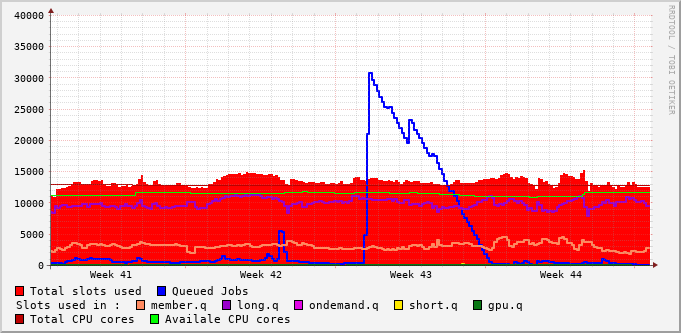 RRDTOOL / TOBI OETIKER
40000
35000
30000
25000
20000
15000
10000
5000
0
Week 41 Week 42 Week 43 Week 44
Total slots used Queued Jobs
Slots used in : member.q long.q ondemand.q short.q gpu.q
Total CPU cores Availale CPU cores